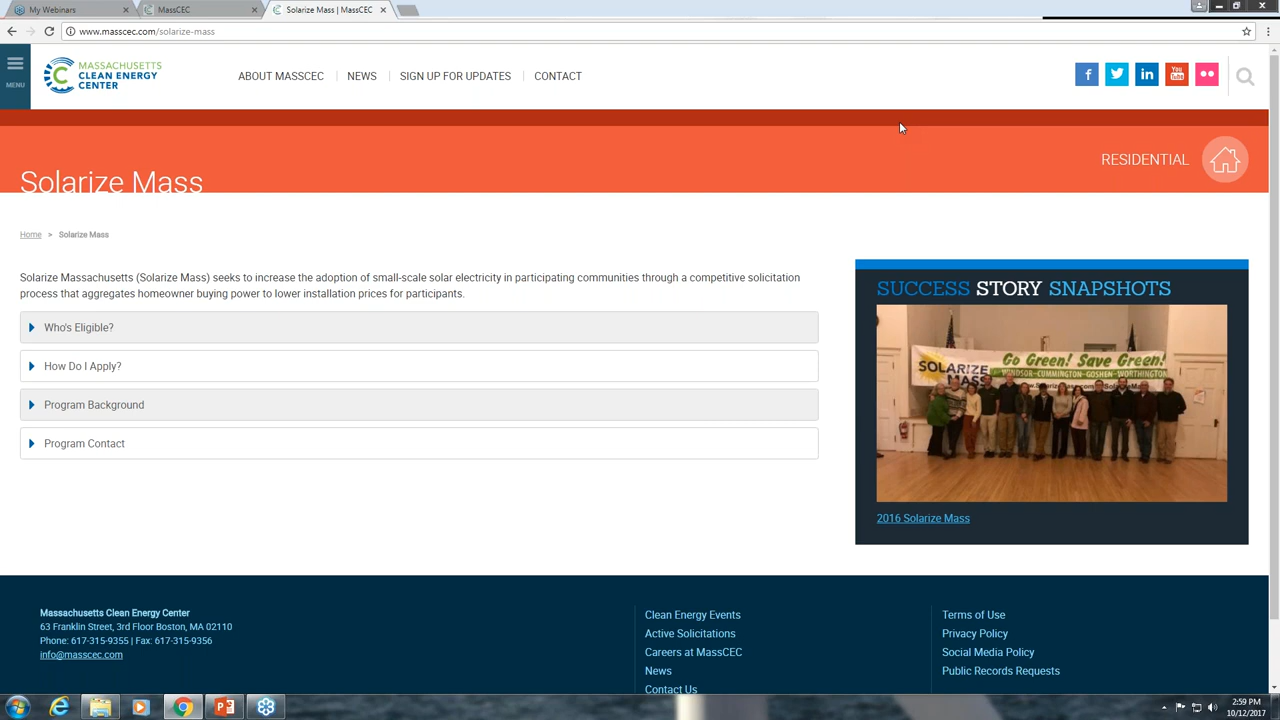 My Webinars
MassCEC
Solarize Mass | MassCEC
www.masscec.com/solarize-mass
MENU
MASSACHUSETTS
CLEAN ENERGY
CENTER
ABOUT MASSCEC
NEWS
SIGN UP FOR UPDATES
CONTACT
RESIDENTIAL
Solarize Mass
Home > Solarize Mass
Solarize Massachusetts (Solarize Mass) seeks to increase the adoption of small-scale solar electricity in participating communities through a competitive solicitation
process that aggregates homeowner buying power to lower installation prices for participants.
Who's Eligible?
How Do I Apply?
Program Background
Program Contact
SUCCESS STORY SNAPSHOTS
SOLARIZE
MASS
Go Green! Save Green!
WINDSOR-CUMMINGTON-GOSHEN-WORTHINGTON
2016 Solarize Mass
Massachusetts Clean Energy Center
63 Franklin Street, 3rd Floor Boston, MA 02110
Phone: 617-315-9355 | Fax: 617-315-9356
info@masscec.com
Clean Energy Events
Active Solicitations
Careers at MassCEC
News
Contact Us
Terms of Use
Privacy Policy
Social Media Policy
Public Records Requests
2:59 PM
10/12/2017